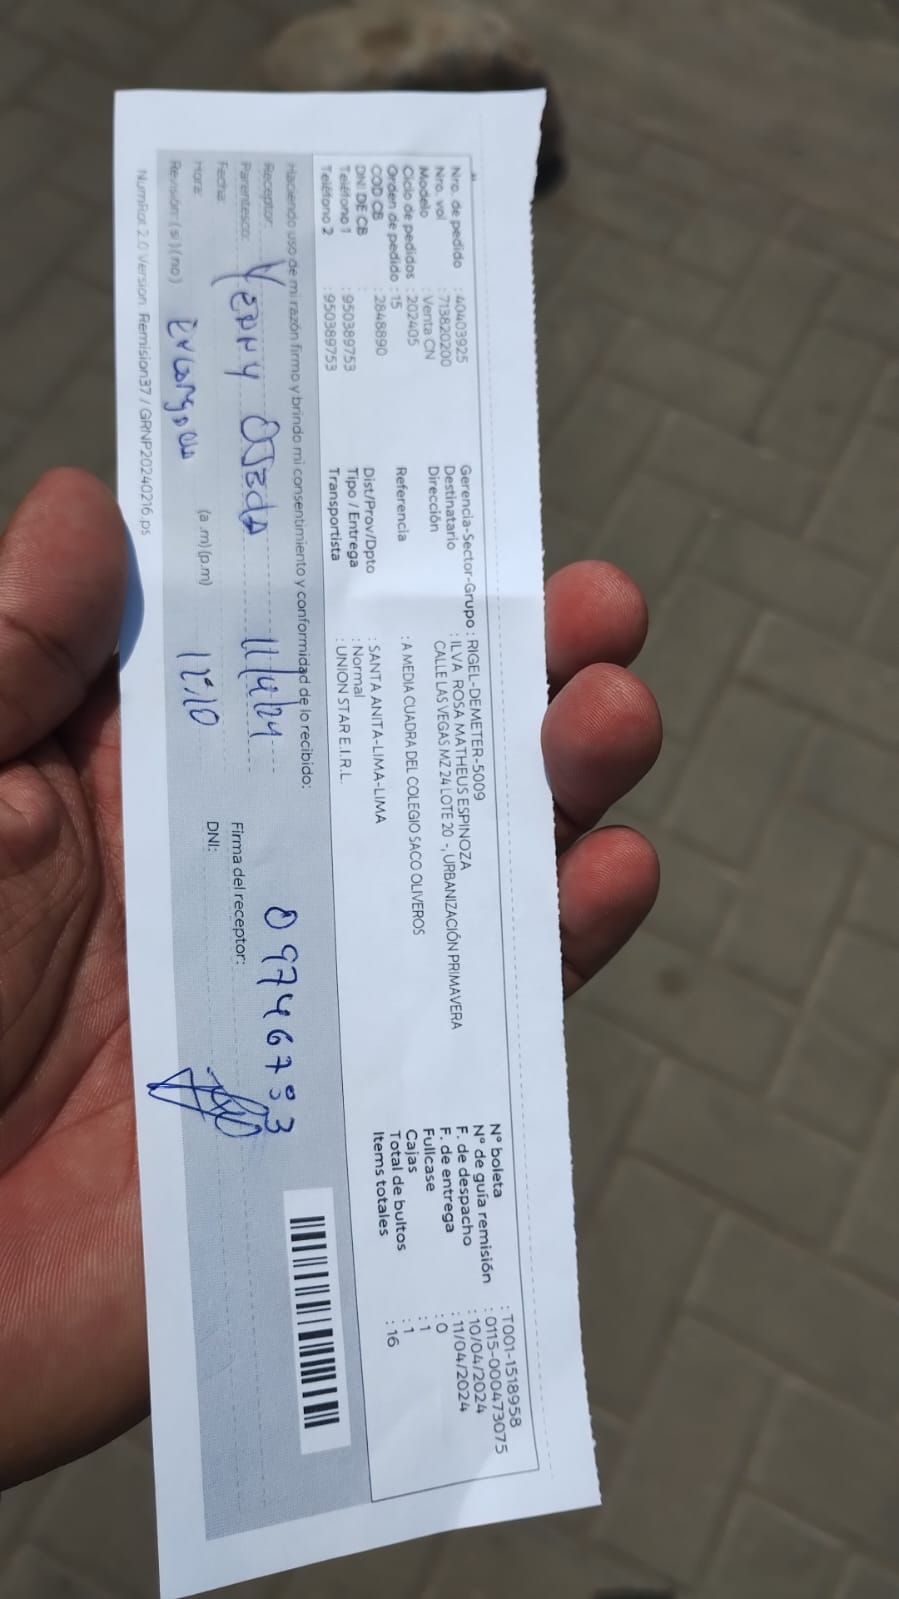 Nro. de pedido : 40403925
Nro. vol : 713820200
Modelo : Venta CN
Ciclo de pedidos : 202405
Orden de pedido : 15
COD CB : 2848890
DNI DE CB :
Teléfono 1 : 950389753
Teléfono 2 : 950389753
Gerencia-Sector-Grupo : RIGEL-DEMETER-5009
Destinatario : ILVA ROSA MATHEUS ESPINOZA
Dirección CALLE LAS VEGAS MZ 24 LOTE 20 -, URBANIZACIÓN PRIMAVERA
Referencia : A MEDIA CUADRA DEL COLEGIO SACO OLIVEROS
Dist/Prov/Dpto : SANTA ANITA-LIMA-LIMA
Tipo / Entrega : Normal
Transportista : UNION STAR E.I.R.L.
N° boleta : T001-1518958
N° de guía remisión : 0115-000473075
F. de despacho : 10/04/2024
F. de entrega : 11/04/2024
Fullcase : 0
Cajas : 1
Total de bultos : 1
Items totales : 16
Haciendo uso de mi razón firmo y brindo mi consentimiento y conformidad de lo recibido:
Receptor: Yenny Ojeda 11/4/24 09746783
Parentesco:
Firma del receptor:
Fecha:
DNI:
Hora: (a.m) (p.m) 12:10
Revisión: (si) (no)
NumRot 2.0 Version Remision37 / GRNP20240216.ps